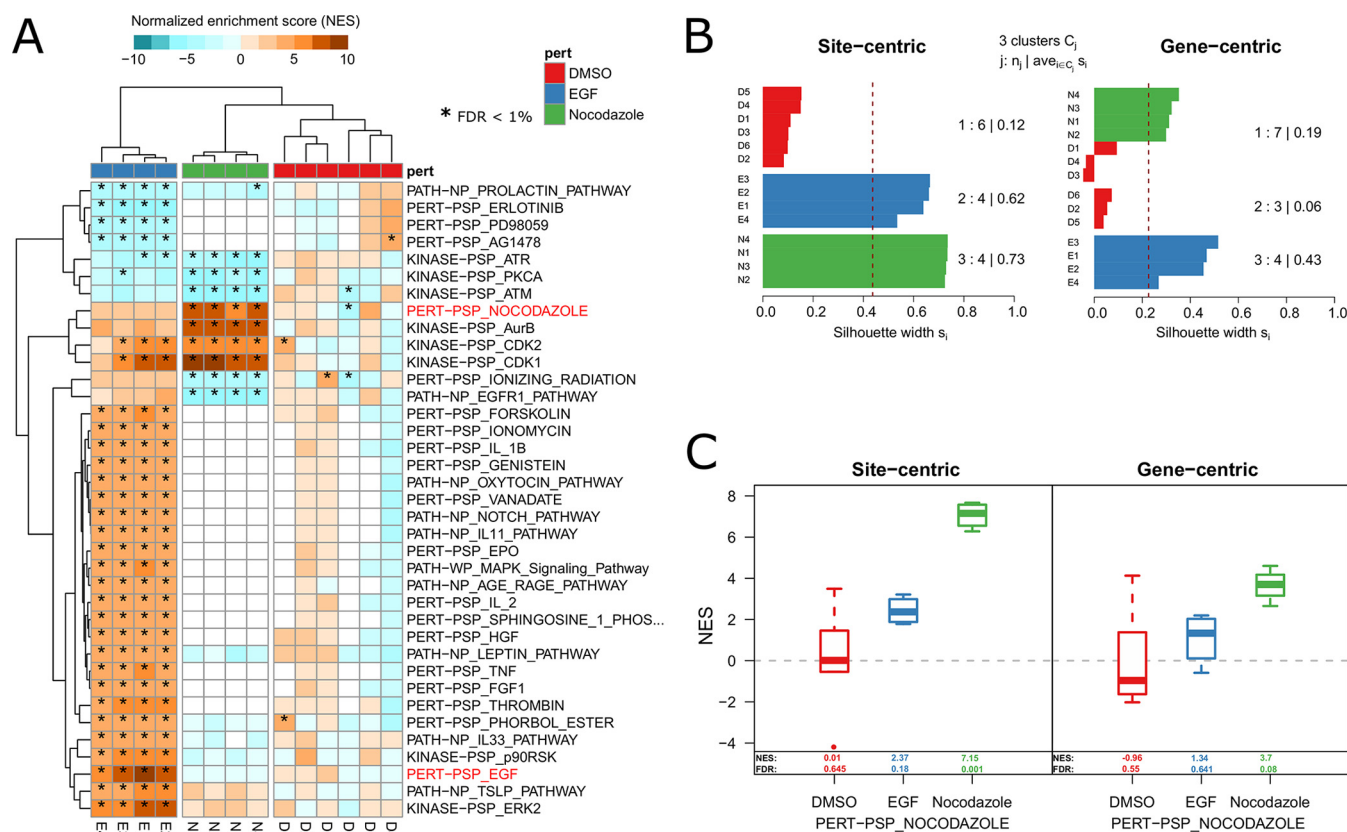 A
Normalized enrichment score (NES)
−10 −5 0 5 10
pert
DMSO
EGF
Nocodazole
* FDR < 1%
pert
PATH−NP_PROLACTIN_PATHWAY
PERT−PSP_ERLOTINIB
PERT−PSP_PD98059
PERT−PSP_AG1478
KINASE−PSP_ATR
KINASE−PSP_PKCA
KINASE−PSP_ATM
PERT−PSP_NOCODAZOLE
KINASE−PSP_AurB
KINASE−PSP_CDK2
KINASE−PSP_CDK1
PERT−PSP_IONIZING_RADIATION
PATH−NP_EGFR1_PATHWAY
PERT−PSP_FORSKOLIN
PERT−PSP_IONOMYCIN
PERT−PSP_IL_1B
PERT−PSP_GENISTEIN
PATH−NP_OXYTOCIN_PATHWAY
PERT−PSP_VANADATE
PATH−NP_NOTCH_PATHWAY
PATH−NP_IL11_PATHWAY
PERT−PSP_EPO
PATH−WP_MAPK_Signaling_Pathway
PATH−NP_AGE_RAGE_PATHWAY
PERT−PSP_IL_2
PERT−PSP_SPHINGOSINE_1_PHOS...
PERT−PSP_HGF
PATH−NP_LEPTIN_PATHWAY
PERT−PSP_TNF
PERT−PSP_FGF1
PERT−PSP_THROMBIN
PERT−PSP_PHORBOL_ESTER
PATH−NP_IL33_PATHWAY
KINASE−PSP_p90RSK
PERT−PSP_EGF
PATH−NP_TSLP_PATHWAY
KINASE−PSP_ERK2
E E E E N N N N D D D D D D
B
Site−centric
3 clusters Cj
j: nj | avei∈Cj si
Gene−centric
D5
D4
D1
D3
D6
D2
1 : 6 | 0.12
E3
E2
E1
E4
2 : 4 | 0.62
N4
N1
N3
N2
3 : 4 | 0.73
0.0 0.2 0.4 0.6 0.8 1.0
Silhouette width si
N4
N3
N1
N2
D1
D4
D3
1 : 7 | 0.19
D6
D2
D5
2 : 3 | 0.06
E3
E1
E2
E4
3 : 4 | 0.43
0.0 0.2 0.4 0.6 0.8 1.0
Silhouette width si
C
Site−centric Gene−centric
NES
8
6
4
2
0
−2
−4
NES: 0.01 2.37 7.15 NES: −0.96 1.34 3.7
FDR: 0.645 0.18 0.001 FDR: 0.55 0.641 0.08
DMSO EGF Nocodazole DMSO EGF Nocodazole
PERT−PSP_NOCODAZOLE PERT−PSP_NOCODAZOLE